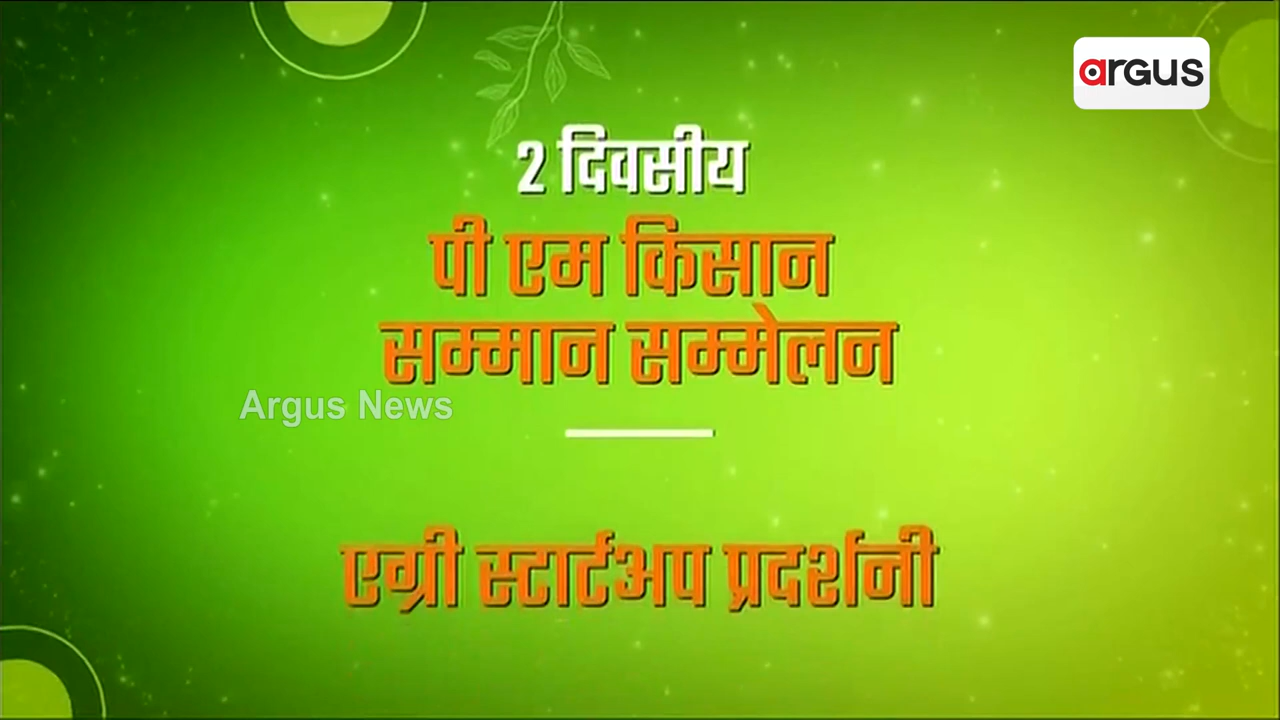 argus
2 दिवसीय
पी एम किसान
सम्मान सम्मेलन
Argus News
एग्री स्टार्टअप प्रदर्शनी